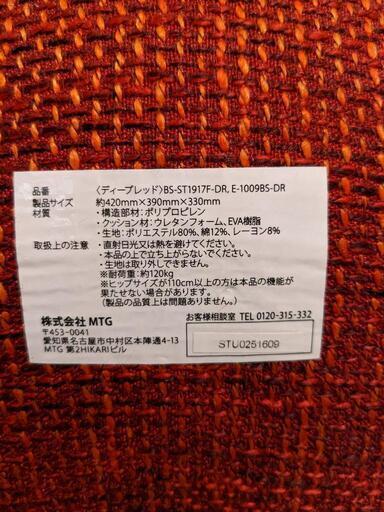 品番 〈ディープレッド〉BS-ST1917F-DR, E-1009BS-DR
製品サイズ 約420mm×390mm×330mm
材質 ・構造部材：ポリプロピレン
・クッション材：ウレタンフォーム、EVA樹脂
・生地：ポリエステル80%、綿12%、レーヨン8%
取扱上の注意 ・直射日光又は熱を避けてください。
・本品の上で立ち上がらないでください。
・生地は取り外しできません。
※耐荷重：約120kg
※ヒップサイズが110cm以上の方は本品の機能が
果たせない場合があります。
（製品の品質上は問題ありません。）
株式会社 MTG
〒453-0041
愛知県名古屋市中村区本陣通4-13
MTG 第2HIKARIビル
お客様相談室 TEL 0120-315-332
STU0251609